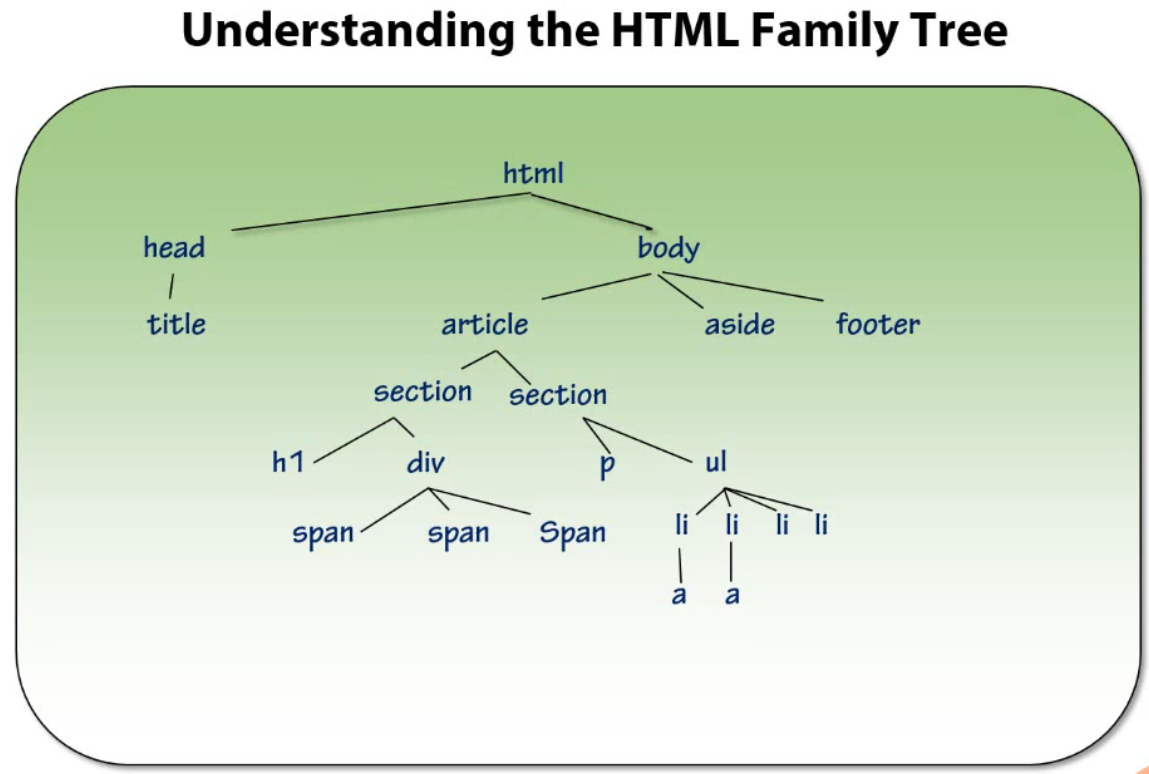 Understanding the HTML Family Tree
html
head body
title article aside footer
section section
h1 div p ul
span span Span li li li li
a a